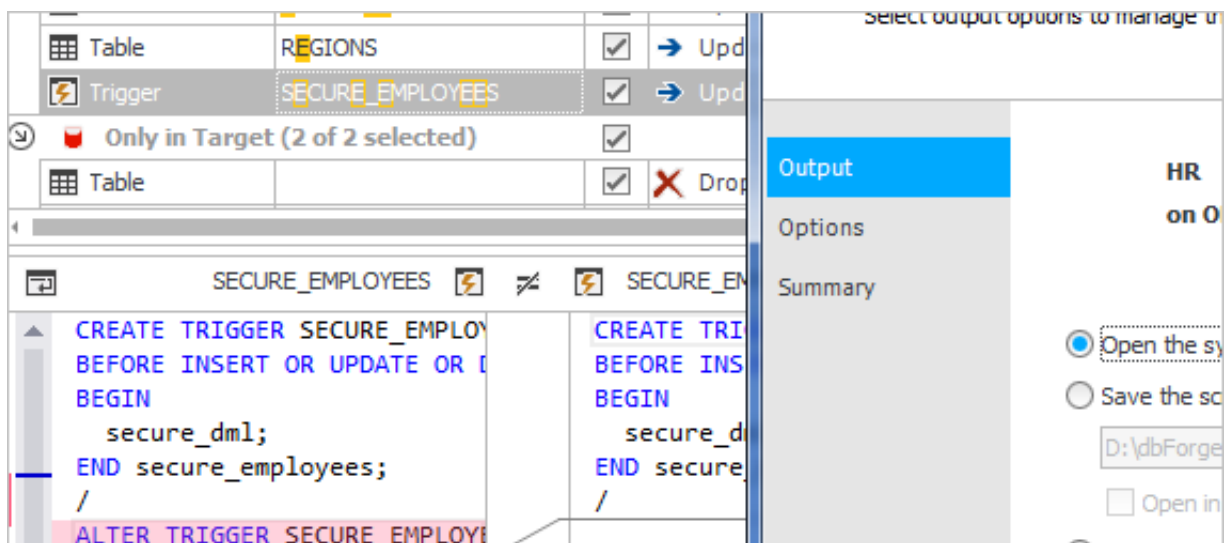 Select output options to manage th
Table REGIONS Upd
Trigger SECURE_EMPLOYEES Upd
Only in Target (2 of 2 selected)
Table Drop
SECURE_EMPLOYEES SECURE_EM
CREATE TRIGGER SECURE_EMPLOY
BEFORE INSERT OR UPDATE OR D
BEGIN
secure_dml;
END secure_employees;
/
ALTER TRIGGER SECURE_EMPLOYE
CREATE TRI
BEFORE INS
BEGIN
secure_d
END secure_
/
Output
Options
Summary
HR
on O
Open the sy
Save the sc
D:\dbForge
Open in